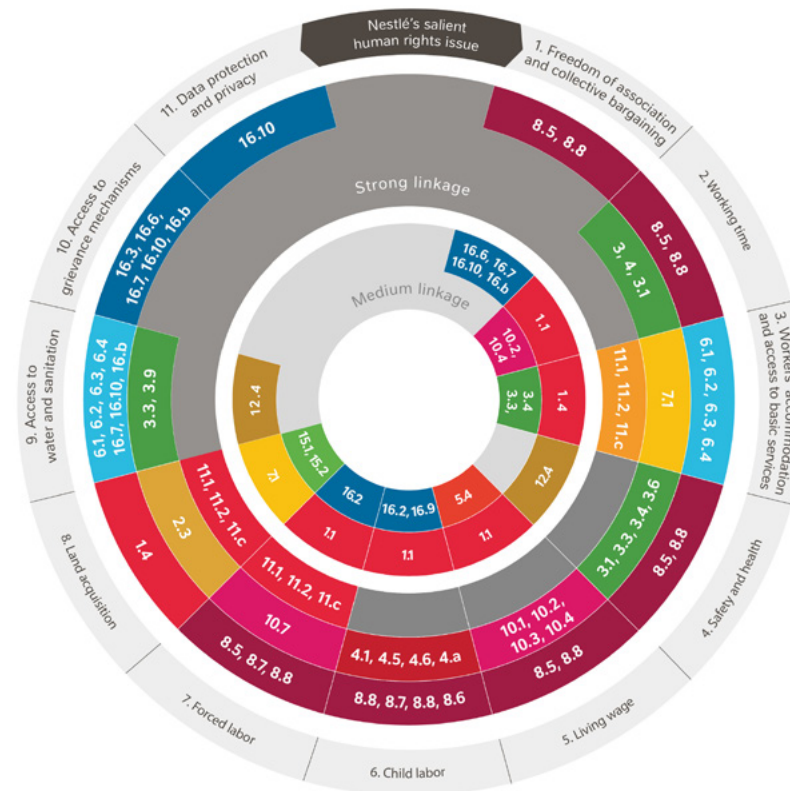 Nestlé's salient
human rights issue
1. Freedom of association
and collective bargaining
2. Working time
3. Workers' accommodation
and access to basic services
4. Safety and health
5. Living wage
6. Child labor
7. Forced labor
8. Land acquisition
9. Access to
water and sanitation
10. Access to
grievance mechanisms
11. Data protection
and privacy
Strong linkage
8.5, 8.8
8.5, 8.8
3, 4, 3.1
6.1, 6.2, 6.3, 6.4
7.1
11.1, 11.2, 11.c
8.5, 8.8
3.1, 3.3, 3.4, 3.6
8.5, 8.8
10.1, 10.2,
10.3, 10.4
8.8, 8.7, 8.8, 8.6
4.1, 4.5, 4.6, 4.a
8.5, 8.7, 8.8
10.7
11.1, 11.2, 11.c
1.4
2.3
11.1, 11.2, 11.c
6.1, 6.2, 6.3, 6.4
16.7, 16.10, 16.b
3.3, 3.9
16.3, 16.6,
16.7, 16.10, 16.b
16.10
Medium linkage
16.6, 16.7
16.10, 16.b
1.1
10.2,
10.4
1.4
3.4
3.3,
12.4
1.1
5.4
1.1
16.2, 16.9
1.1
16.2
7.1
15.1, 15.2
12.4